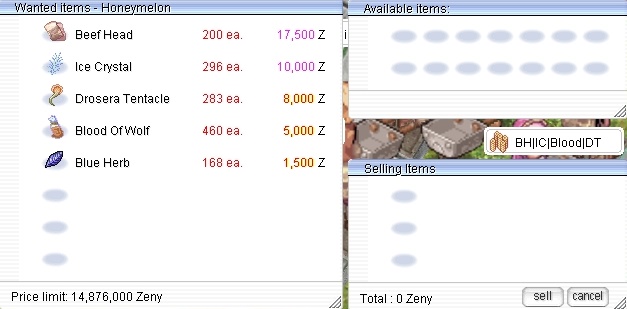 Wanted items - Honeymelon
Beef Head 200 ea. 17,500 Z
Ice Crystal 296 ea. 10,000 Z
Drosera Tentacle 283 ea. 8,000 Z
Blood Of Wolf 460 ea. 5,000 Z
Blue Herb 168 ea. 1,500 Z
Price limit: 14,876,000 Zeny
Available items:
BH|IC|Blood|DT
Selling Items
Total : 0 Zeny
sell cancel